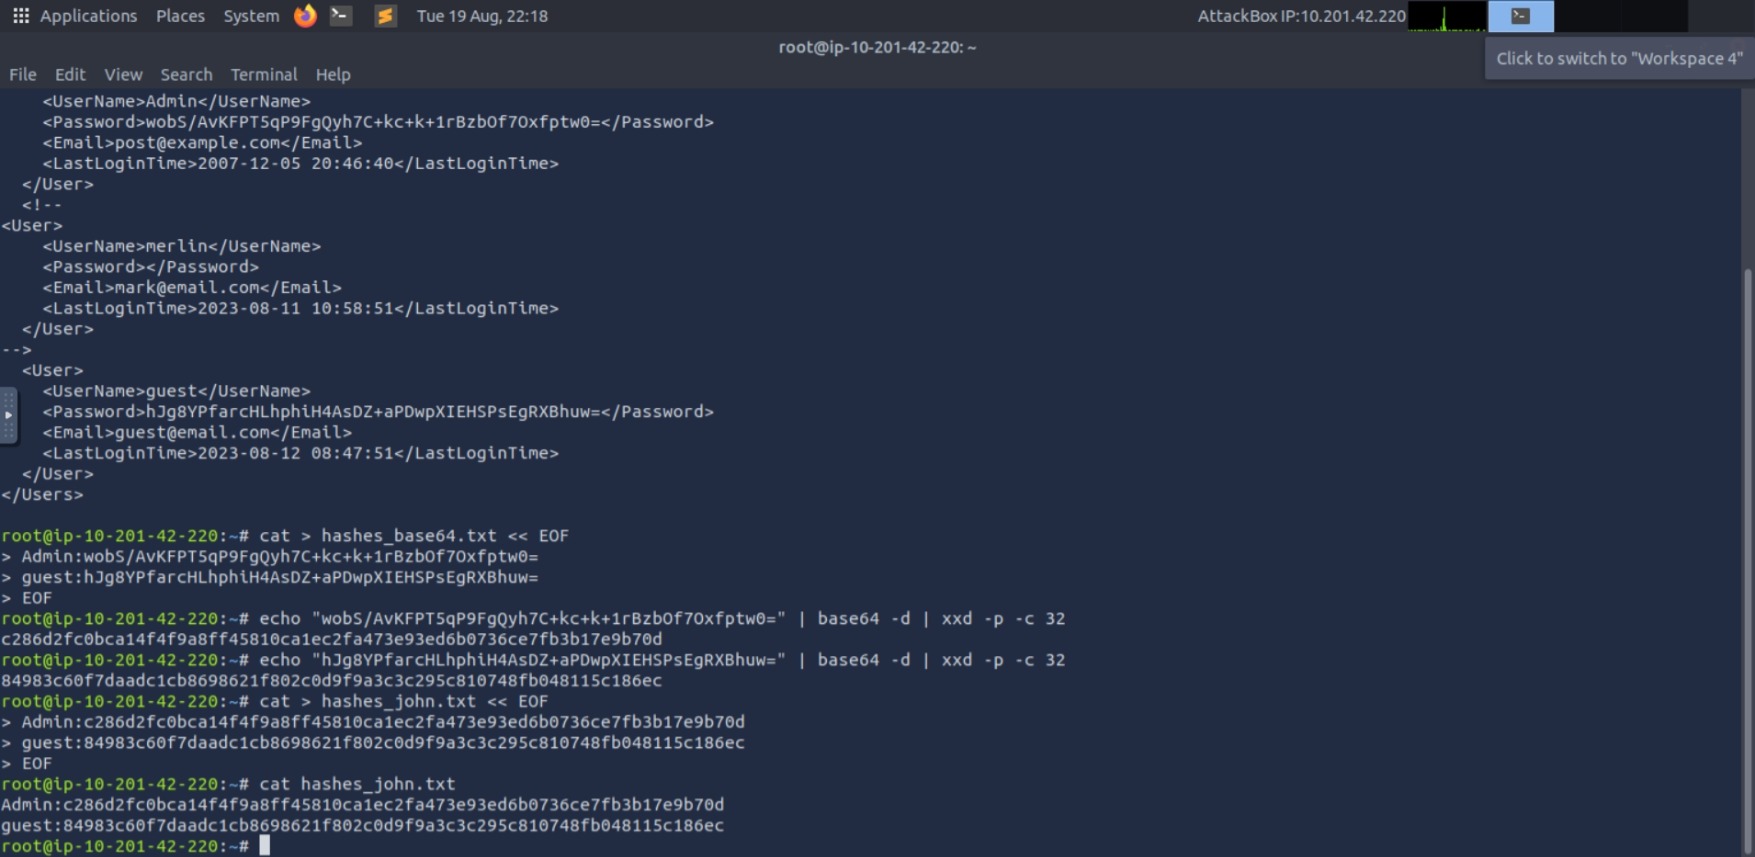 Applications Places System Tue 19 Aug, 22:18 AttackBox IP:10.201.42.220
root@ip-10-201-42-220: ~
Click to switch to "Workspace 4"
File Edit View Search Terminal Help
<UserName>Admin</UserName>
<Password>wobS/AvKFPT5qP9FgQyh7C+kc+k+1rBzbOf7Oxfptw0=</Password>
<Email>post@example.com</Email>
<LastLoginTime>2007-12-05 20:46:40</LastLoginTime>
</User>
<!--
<User>
<UserName>merlin</UserName>
<Password></Password>
<Email>mark@email.com</Email>
<LastLoginTime>2023-08-11 10:58:51</LastLoginTime>
</User>
-->
<User>
<UserName>guest</UserName>
<Password>hJg8YPfarcHLhphiH4AsDZ+aPDwpXIEHSPsEgRXBhuw=</Password>
<Email>guest@email.com</Email>
<LastLoginTime>2023-08-12 08:47:51</LastLoginTime>
</User>
</Users>
root@ip-10-201-42-220:~# cat > hashes_base64.txt << EOF
> Admin:wobS/AvKFPT5qP9FgQyh7C+kc+k+1rBzbOf7Oxfptw0=
> guest:hJg8YPfarcHLhphiH4AsDZ+aPDwpXIEHSPsEgRXBhuw=
> EOF
root@ip-10-201-42-220:~# echo "wobS/AvKFPT5qP9FgQyh7C+kc+k+1rBzbOf7Oxfptw0=" | base64 -d | xxd -p -c 32
c286d2fc0bca14f4f9a8ff45810ca1ec2fa473e93ed6b0736ce7fb3b17e9b70d
root@ip-10-201-42-220:~# echo "hJg8YPfarcHLhphiH4AsDZ+aPDwpXIEHSPsEgRXBhuw=" | base64 -d | xxd -p -c 32
84983c60f7daadc1cb8698621f802c0d9f9a3c3c295c810748fb048115c186ec
root@ip-10-201-42-220:~# cat > hashes_john.txt << EOF
> Admin:c286d2fc0bca14f4f9a8ff45810ca1ec2fa473e93ed6b0736ce7fb3b17e9b70d
> guest:84983c60f7daadc1cb8698621f802c0d9f9a3c3c295c810748fb048115c186ec
> EOF
root@ip-10-201-42-220:~# cat hashes_john.txt
Admin:c286d2fc0bca14f4f9a8ff45810ca1ec2fa473e93ed6b0736ce7fb3b17e9b70d
guest:84983c60f7daadc1cb8698621f802c0d9f9a3c3c295c810748fb048115c186ec
root@ip-10-201-42-220:~#